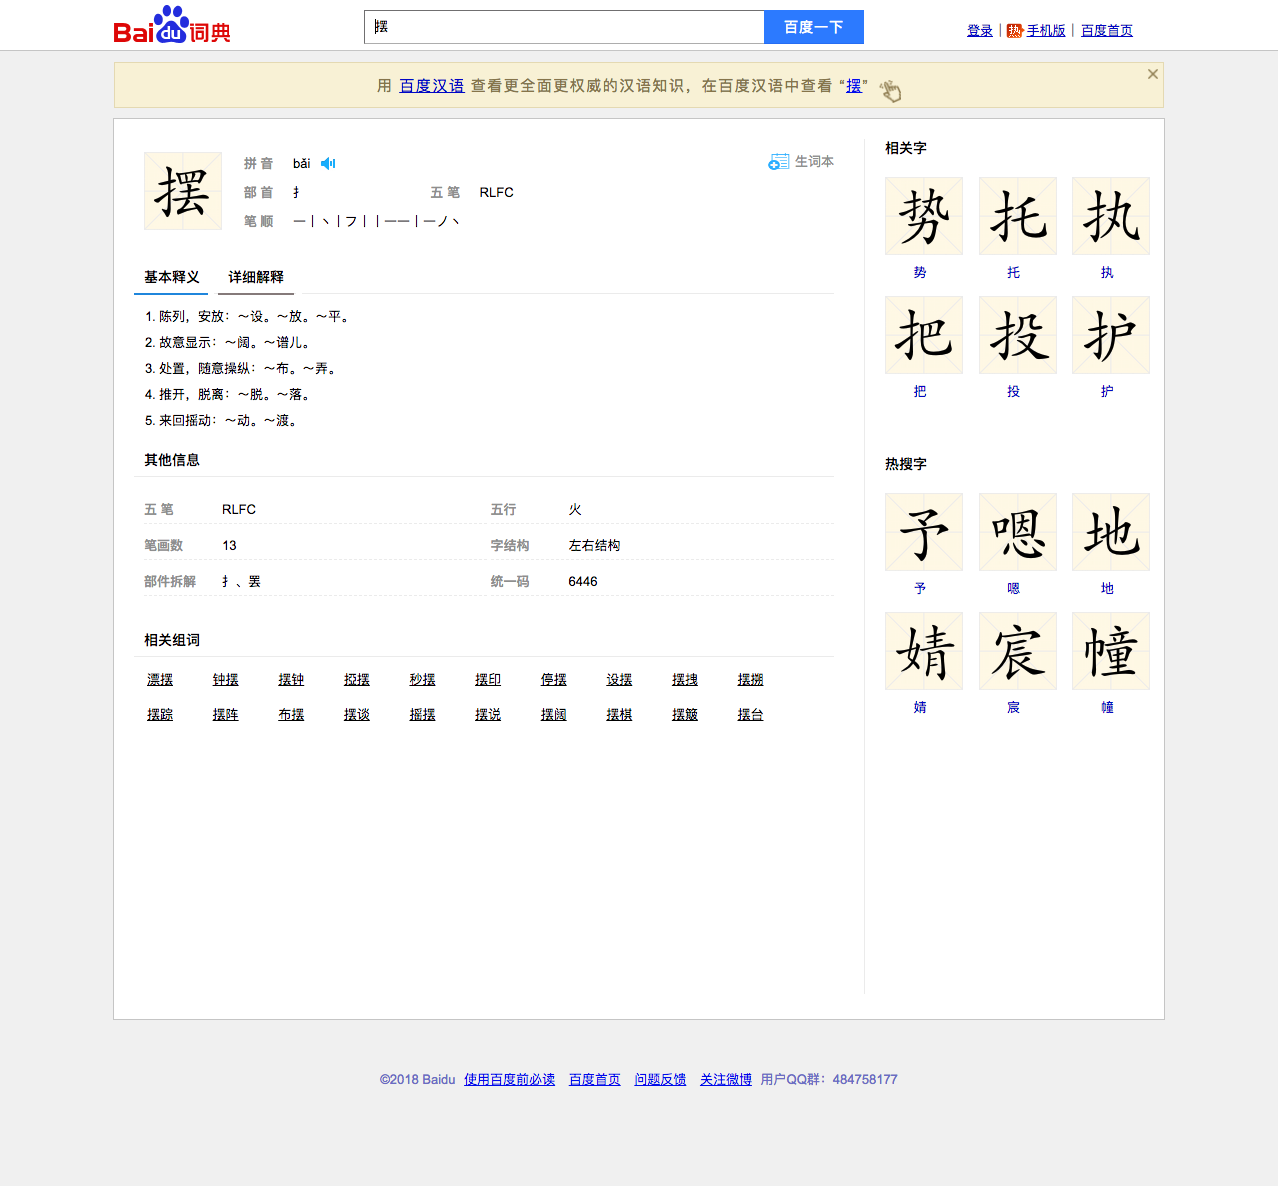 Bai du 词典
摆
百度一下
登录 | 热 手机版 | 百度首页
用 百度汉语 查看更全面更权威的汉语知识，在百度汉语中查看 “摆”
摆
拼 音 bǎi
生词本
部 首 扌 五 笔 RLFC
笔 顺 一丨丶丨フ丨丨一一丨一ノ丶
基本释义 详细解释
1. 陈列，安放：～设。～放。～平。
2. 故意显示：～阔。～谱儿。
3. 处置，随意操纵：～布。～弄。
4. 推开，脱离：～脱。～落。
5. 来回摇动：～动。～渡。
其他信息
五 笔 RLFC 五行 火
笔画数 13 字结构 左右结构
部件拆解 扌、罢 统一码 6446
相关组词
漂摆 钟摆 摆钟 掗摆 秒摆 摆印 停摆 设摆 摆拽 摆搠
摆踪 摆阵 布摆 摆谈 摇摆 摆说 摆阔 摆棋 摆簸 摆台
相关字
势 托 执
势 托 执
把 投 护
把 投 护
热搜字
予 嗯 地
予 嗯 地
婧 宸 幢
婧 宸 幢
©2018 Baidu 使用百度前必读 百度首页 问题反馈 关注微博 用户QQ群：484758177